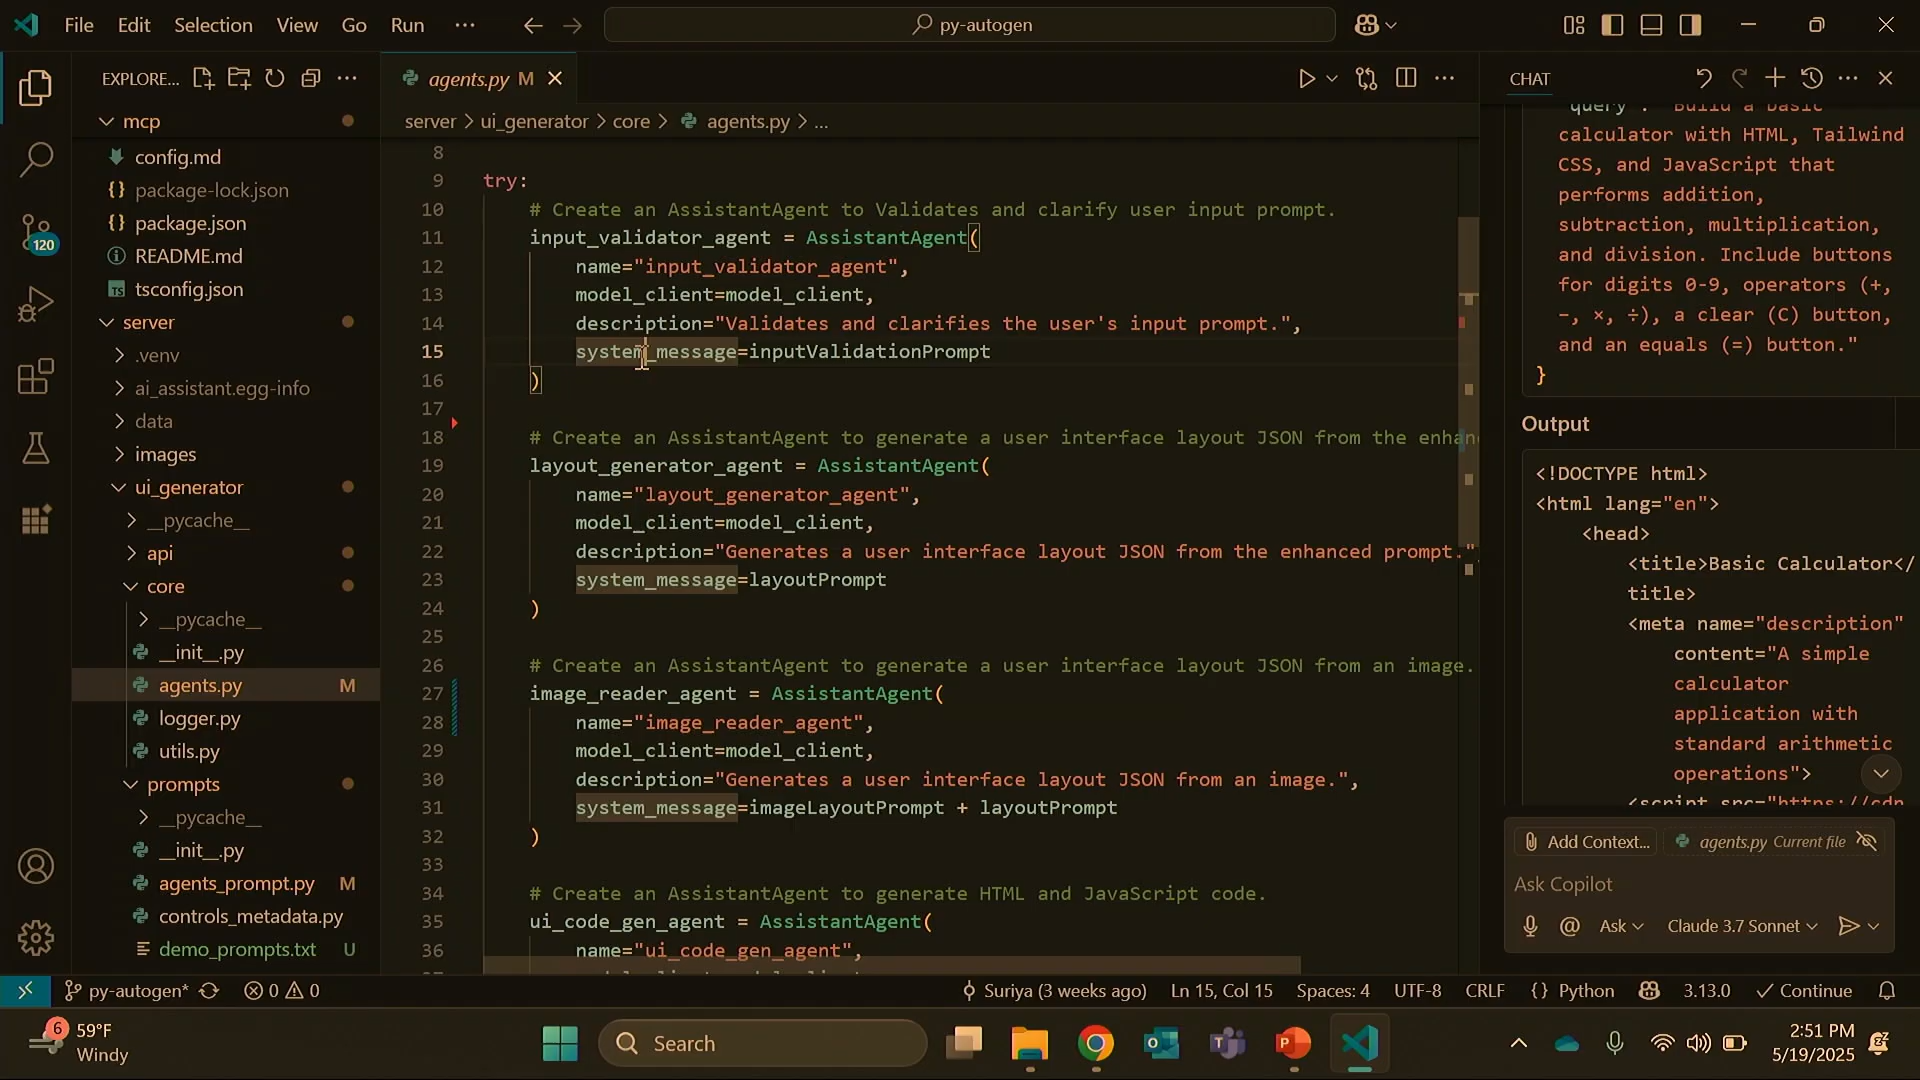 File Edit Selection View Go Run ···
py-autogen
EXPLORE... ···
mcp
config.md
{} package-lock.json
{} package.json
README.md
TS tsconfig.json
server
.venv
ai_assistant.egg-info
data
images
ui_generator
__pycache__
api
core
__pycache__
__init__.py
agents.py M
logger.py
utils.py
prompts
__pycache__
__init__.py
agents_prompt.py M
controls_metadata.py
demo_prompts.txt U
120
agents.py M
server > ui_generator > core > agents.py > ...
8
9 try:
10 # Create an AssistantAgent to Validates and clarify user input prompt.
11 input_validator_agent = AssistantAgent(
12 name="input_validator_agent",
13 model_client=model_client,
14 description="Validates and clarifies the user's input prompt.",
15 system_message=inputValidationPrompt
16 )
17
18 # Create an AssistantAgent to generate a user interface layout JSON from the enhan
19 layout_generator_agent = AssistantAgent(
20 name="layout_generator_agent",
21 model_client=model_client,
22 description="Generates a user interface layout JSON from the enhanced prompt."
23 system_message=layoutPrompt
24 )
25
26 # Create an AssistantAgent to generate a user interface layout JSON from an image.
27 image_reader_agent = AssistantAgent(
28 name="image_reader_agent",
29 model_client=model_client,
30 description="Generates a user interface layout JSON from an image.",
31 system_message=imageLayoutPrompt + layoutPrompt
32 )
33
34 # Create an AssistantAgent to generate HTML and JavaScript code.
35 ui_code_gen_agent = AssistantAgent(
36 name="ui_code_gen_agent",
CHAT
"query": "Build a basic
calculator with HTML, Tailwind
CSS, and JavaScript that
performs addition,
subtraction, multiplication,
and division. Include buttons
for digits 0-9, operators (+,
−, ×, ÷), a clear (C) button,
and an equals (=) button."
}
Output
<!DOCTYPE html>
<html lang="en">
<head>
<title>Basic Calculator</
title>
<meta name="description"
content="A simple
calculator
application with
standard arithmetic
operations">
<script src="https://cdn
Add Context... agents.py Current file
Ask Copilot
@ Ask Claude 3.7 Sonnet
py-autogen* 0 0
Suriya (3 weeks ago) Ln 15, Col 15 Spaces: 4 UTF-8 CRLF {} Python 3.13.0 Continue
6 59°F
Windy
Search
2:51 PM
5/19/2025